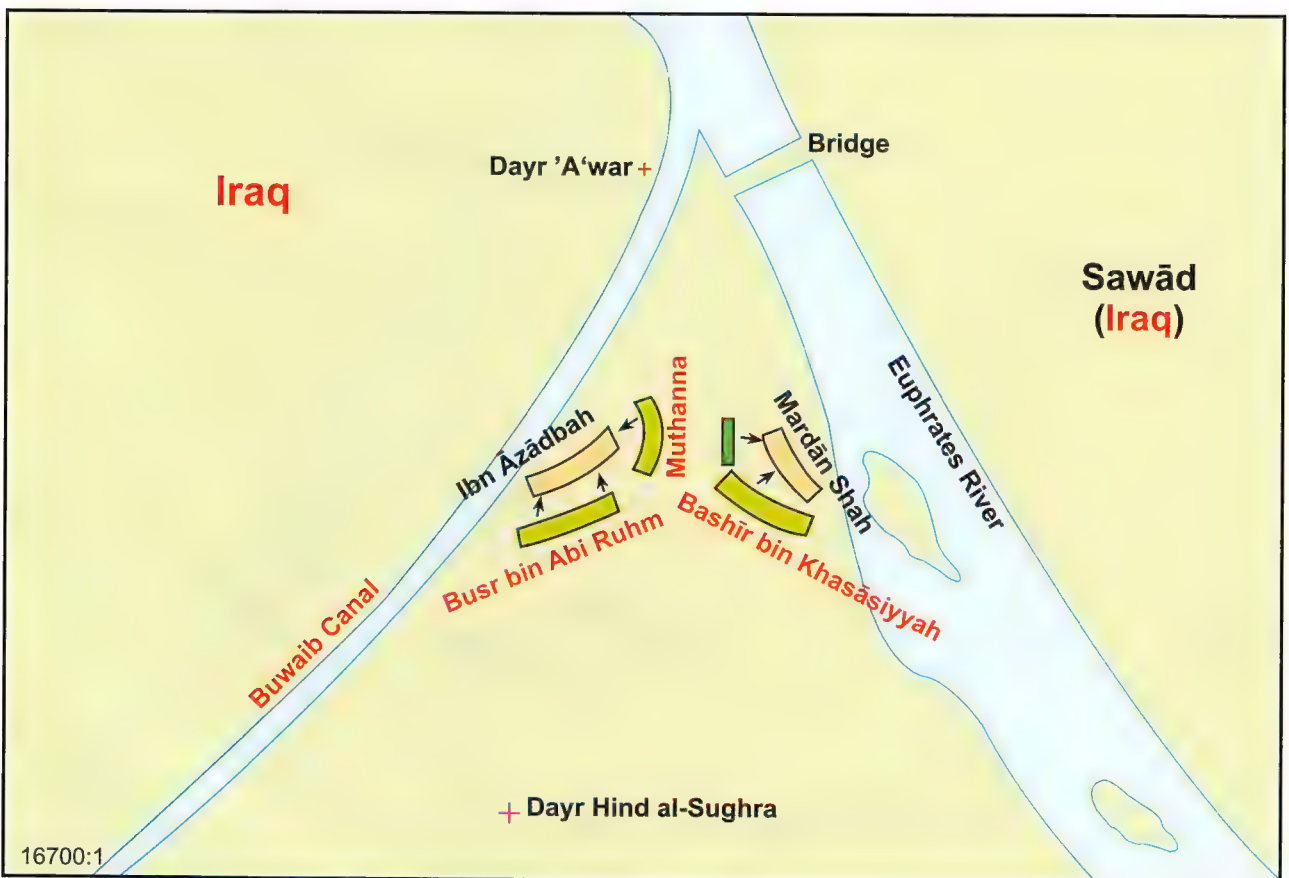 Bridge
Dayr ’A‘war
Iraq
Sawād
(Iraq)
Euphrates River
Muthanna
Mardān Shah
Ibn Āzādbah
Busr bin Abi Ruhm
Bashīr bin Khasāsiyyah
Buwaib Canal
Dayr Hind al-Sughra
16700:1